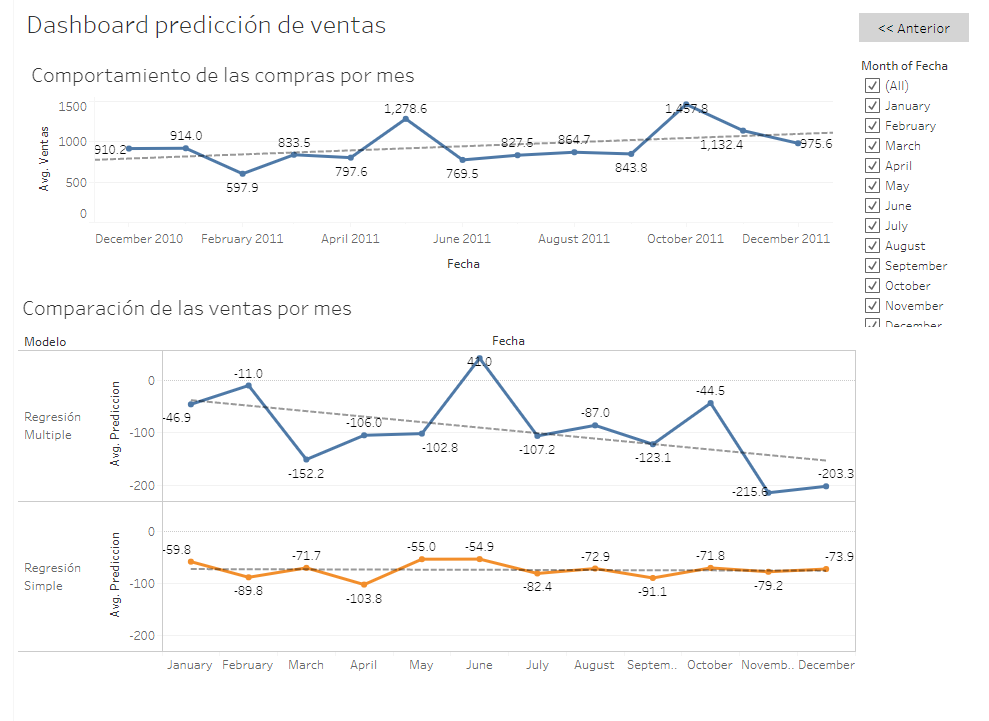 Dashboard predicción de ventas
<< Anterior
Comportamiento de las compras por mes
Avg. Ventas
1500
1000
500
0
910.2
914.0
597.9
833.5
797.6
1,278.6
769.5
827.5
864.7
843.8
1,457.8
1,132.4
975.6
December 2010
February 2011
April 2011
June 2011
August 2011
October 2011
December 2011
Fecha
Month of Fecha
(All)
January
February
March
April
May
June
July
August
September
October
November
December
Comparación de las ventas por mes
Modelo
Fecha
Regresión
Multiple
Avg. Prediccion
0
-100
-200
-46.9
-11.0
-152.2
-106.0
-102.8
41.0
-107.2
-87.0
-123.1
-44.5
-203.3
Regresión
Simple
Avg. Prediccion
0
-100
-200
-59.8
-89.8
-71.7
-103.8
-55.0
-54.9
-82.4
-72.9
-91.1
-71.8
-79.2
-73.9
January
February
March
April
May
June
July
August
Septem..
October
Novemb..
December